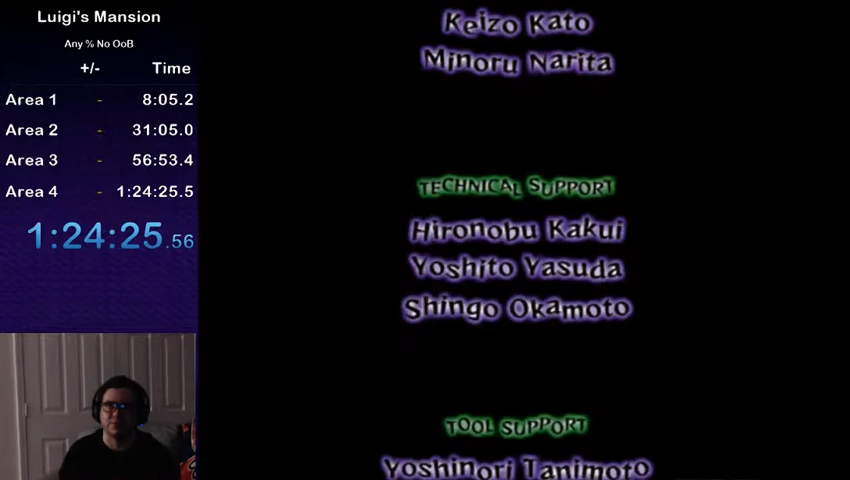 Luigi's Mansion
Any % No OoB
+/- Time
Area 1 - 8:05.2
Area 2 - 31:05.0
Area 3 - 56:53.4
Area 4 - 1:24:25.5
1:24:25.56
Keizo Kato
Minoru Narita
TECHNICAL SUPPORT
Hironobu Kakui
Yoshito Yasuda
Shingo Okamoto
TOOL SUPPORT
Yoshinori Tanimoto